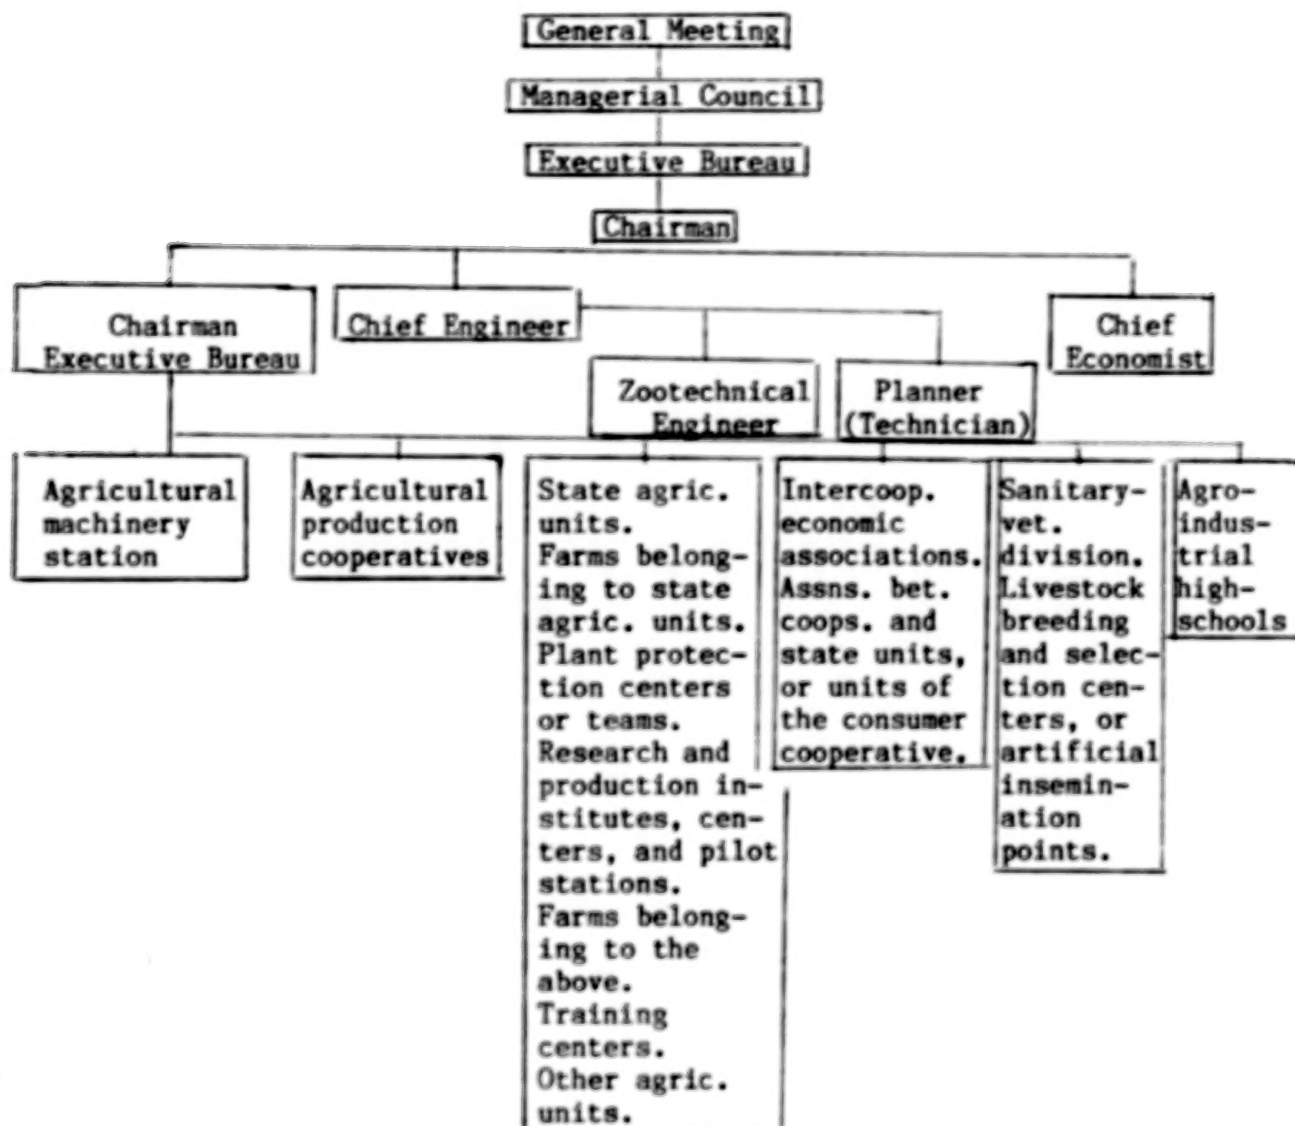 General Meeting
Managerial Council
Executive Bureau
Chairman
Chairman
Executive Bureau
Chief Engineer
Chief
Economist
Zootechnical
Engineer
Planner
(Technician)
Agricultural
machinery
station
Agricultural
production
cooperatives
State agric.
units.
Farms belong-
ing to state
agric. units.
Plant protec-
tion centers
or teams.
Research and
production in-
stitutes, cen-
ters, and pilot
stations.
Farms belong-
ing to the
above.
Training
centers.
Other agric.
units.
Intercoop.
economic
associations.
Assns. bet.
coops. and
state units,
or units of
the consumer
cooperative.
Sanitary-
vet.
division.
Livestock
breeding
and selec-
tion cen-
ters, or
artificial
insemin-
ation
points.
Agro-
indus-
trial
high-
schools